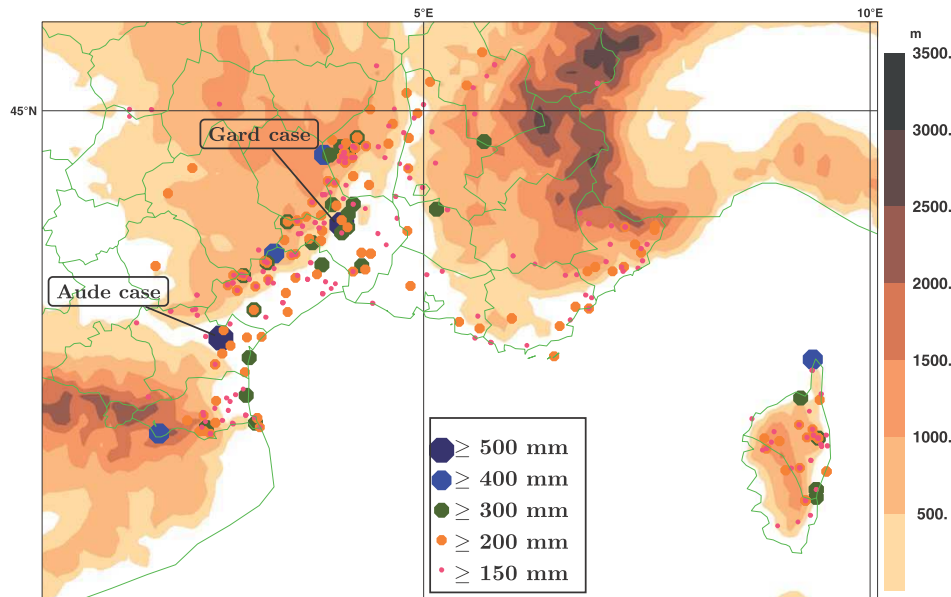 5°E
10°E
m
3500.
45°N
Gard case
3000.
2500.
Aude case
2000.
1500.
≥ 500 mm
1000.
≥ 400 mm
≥ 300 mm
500.
≥ 200 mm
≥ 150 mm